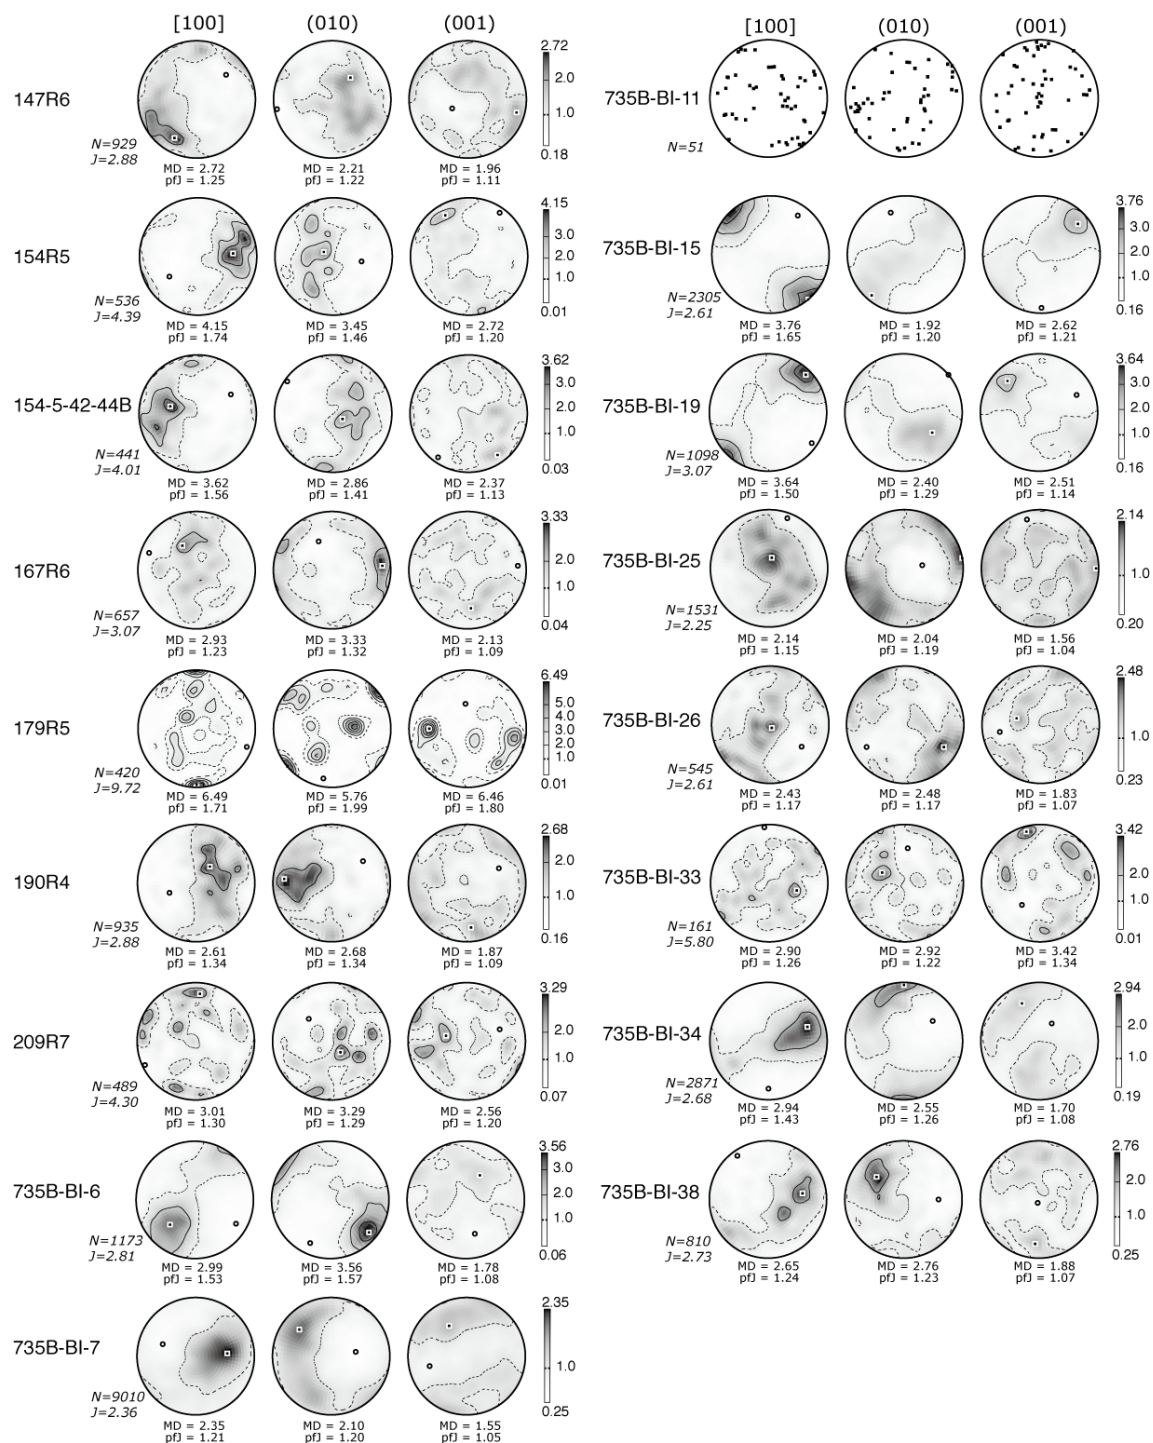 [100] (010) (001)
147R6
N=929
J=2.88
2.72
2.0
1.0
0.18
MD = 2.72 MD = 2.21 MD = 1.96
pfJ = 1.25 pfJ = 1.22 pfJ = 1.11
154R5
N=536
J=4.39
4.15
3.0
2.0
1.0
0.01
MD = 4.15 MD = 3.45 MD = 2.72
pfJ = 1.74 pfJ = 1.46 pfJ = 1.20
154-5-42-44B
N=441
J=4.01
3.62
3.0
2.0
1.0
0.03
MD = 3.62 MD = 2.86 MD = 2.37
pfJ = 1.56 pfJ = 1.41 pfJ = 1.13
167R6
N=657
J=3.07
3.33
2.0
1.0
0.04
MD = 2.93 MD = 3.33 MD = 2.13
pfJ = 1.23 pfJ = 1.32 pfJ = 1.09
179R5
N=420
J=9.72
6.49
5.0
4.0
3.0
2.0
1.0
0.01
MD = 6.49 MD = 5.76 MD = 6.46
pfJ = 1.71 pfJ = 1.99 pfJ = 1.80
190R4
N=935
J=2.88
2.68
2.0
1.0
0.16
MD = 2.61 MD = 2.68 MD = 1.87
pfJ = 1.34 pfJ = 1.34 pfJ = 1.09
209R7
N=489
J=4.30
3.29
2.0
1.0
0.07
MD = 3.01 MD = 3.29 MD = 2.56
pfJ = 1.30 pfJ = 1.29 pfJ = 1.20
735B-BI-6
N=1173
J=2.81
3.56
3.0
2.0
1.0
0.06
MD = 2.99 MD = 3.56 MD = 1.78
pfJ = 1.53 pfJ = 1.57 pfJ = 1.08
735B-BI-7
N=9010
J=2.36
2.35
1.0
0.25
MD = 2.35 MD = 2.10 MD = 1.55
pfJ = 1.21 pfJ = 1.20 pfJ = 1.05
[100] (010) (001)
735B-BI-11
N=51
735B-BI-15
N=2305
J=2.61
3.76
3.0
2.0
1.0
0.16
MD = 3.76 MD = 1.92 MD = 2.62
pfJ = 1.65 pfJ = 1.20 pfJ = 1.21
735B-BI-19
N=1098
J=3.07
3.64
3.0
2.0
1.0
0.16
MD = 3.64 MD = 2.40 MD = 2.51
pfJ = 1.50 pfJ = 1.29 pfJ = 1.14
735B-BI-25
N=1531
J=2.25
2.14
1.0
0.20
MD = 2.14 MD = 2.04 MD = 1.56
pfJ = 1.15 pfJ = 1.19 pfJ = 1.04
735B-BI-26
N=545
J=2.61
2.48
1.0
0.23
MD = 2.43 MD = 2.48 MD = 1.83
pfJ = 1.17 pfJ = 1.17 pfJ = 1.07
735B-BI-33
N=161
J=5.80
3.42
2.0
1.0
0.01
MD = 2.90 MD = 2.92 MD = 3.42
pfJ = 1.26 pfJ = 1.22 pfJ = 1.34
735B-BI-34
N=2871
J=2.68
2.94
2.0
1.0
0.19
MD = 2.94 MD = 2.55 MD = 1.70
pfJ = 1.43 pfJ = 1.26 pfJ = 1.08
735B-BI-38
N=810
J=2.73
2.76
2.0
1.0
0.25
MD = 2.65 MD = 2.76 MD = 1.88
pfJ = 1.24 pfJ = 1.23 pfJ = 1.07